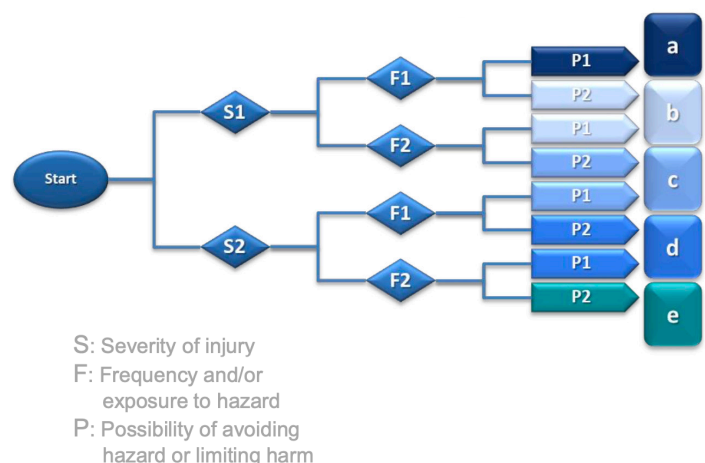 a
P1
F1
P2
b
S1
P1
F2
P2
c
Start
P1
F1
P2
d
S2
P1
F2
P2
e
S: Severity of injury
F: Frequency and/or
exposure to hazard
P: Possibility of avoiding
hazard or limiting harm